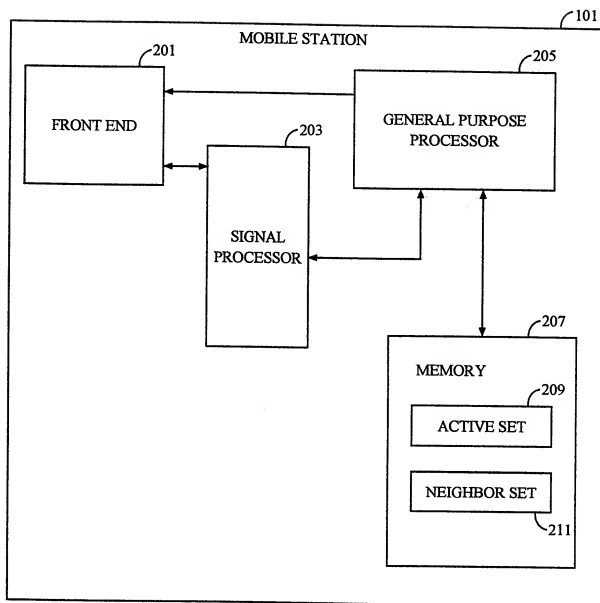 101
MOBILE STATION
201
205
FRONT END
GENERAL PURPOSE
PROCESSOR
203
SIGNAL
PROCESSOR
207
MEMORY
209
ACTIVE SET
NEIGHBOR SET
211